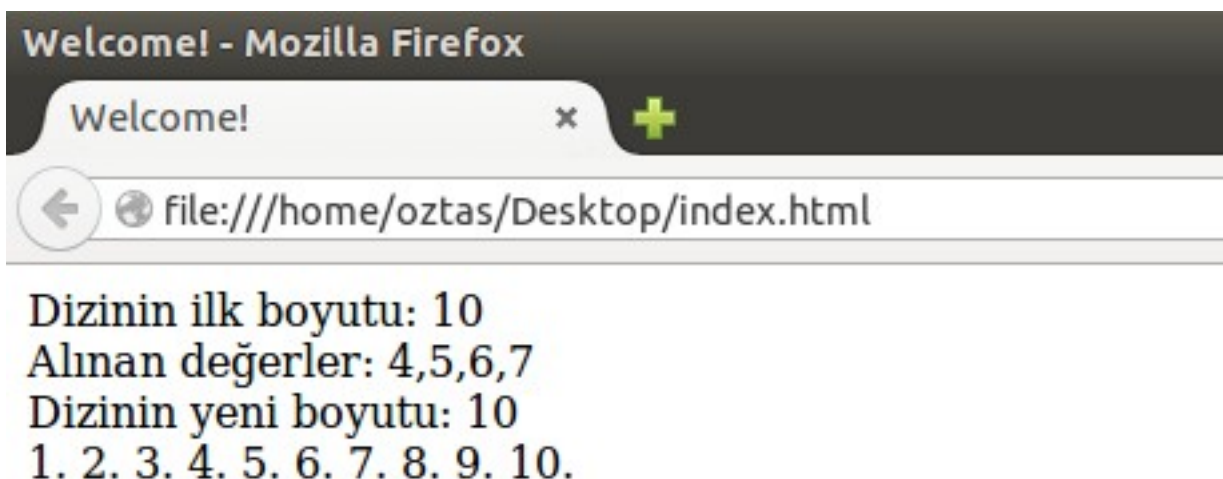 Welcome! - Mozilla Firefox
Welcome!
file:///home/oztas/Desktop/index.html
Dizinin ilk boyutu: 10
Alınan değerler: 4,5,6,7
Dizinin yeni boyutu: 10
1. 2. 3. 4. 5. 6. 7. 8. 9. 10.